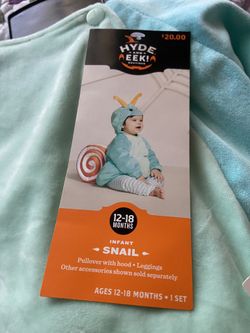 $20.00
HYDE
AND
EEK!
BOUTIQUE
12-18
MONTHS
INFANT
SNAIL
Pullover with hood • Leggings
Other accessories shown sold separately
AGES 12-18 MONTHS • 1 SET